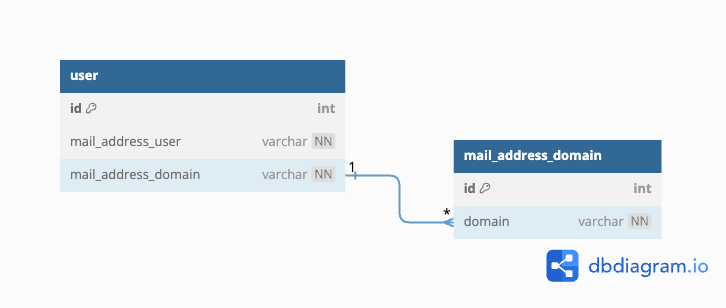 user
id int
mail_address_user varchar NN
mail_address_domain varchar NN
1
mail_address_domain
id int
*
domain varchar NN
dbdiagram.io